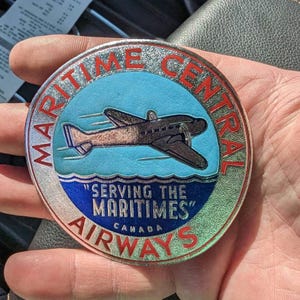 MARITIME CENTRAL
"SERVING THE
MARITIMES"
CANADA
AIRWAYS